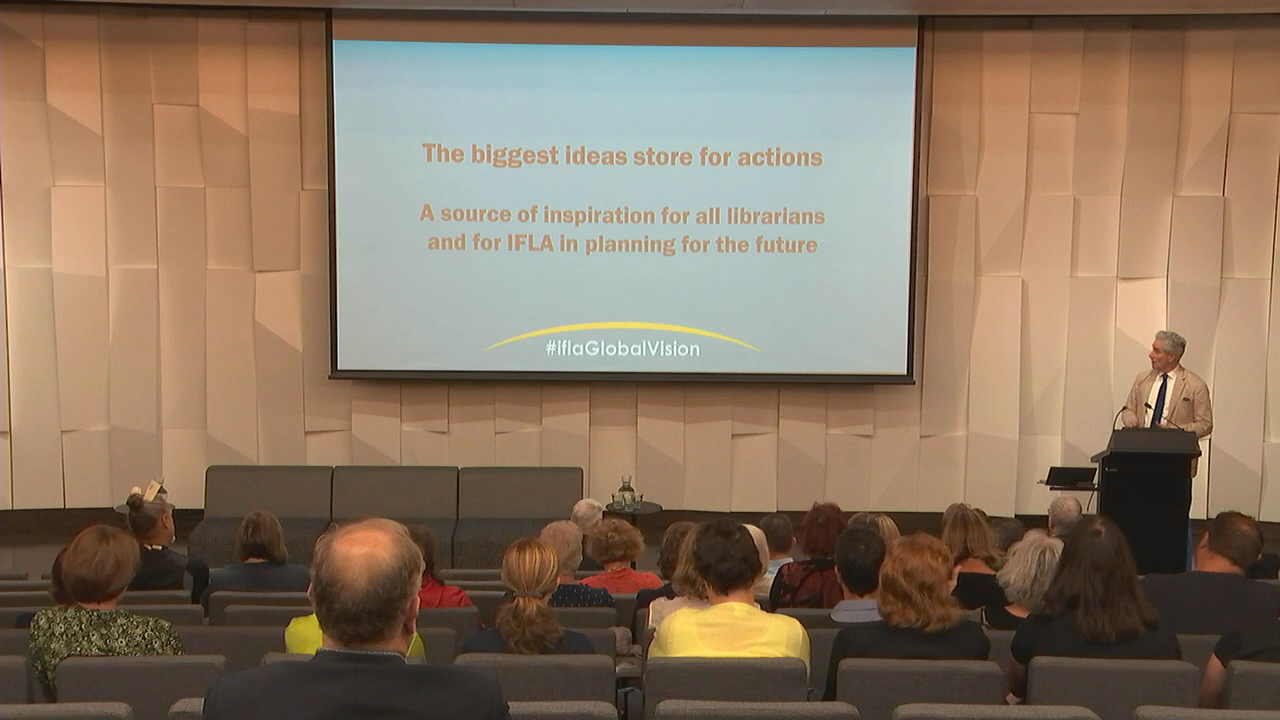 The biggest ideas store for actions
A source of inspiration for all librarians
and for IFLA in planning for the future
#iflaGlobalVision